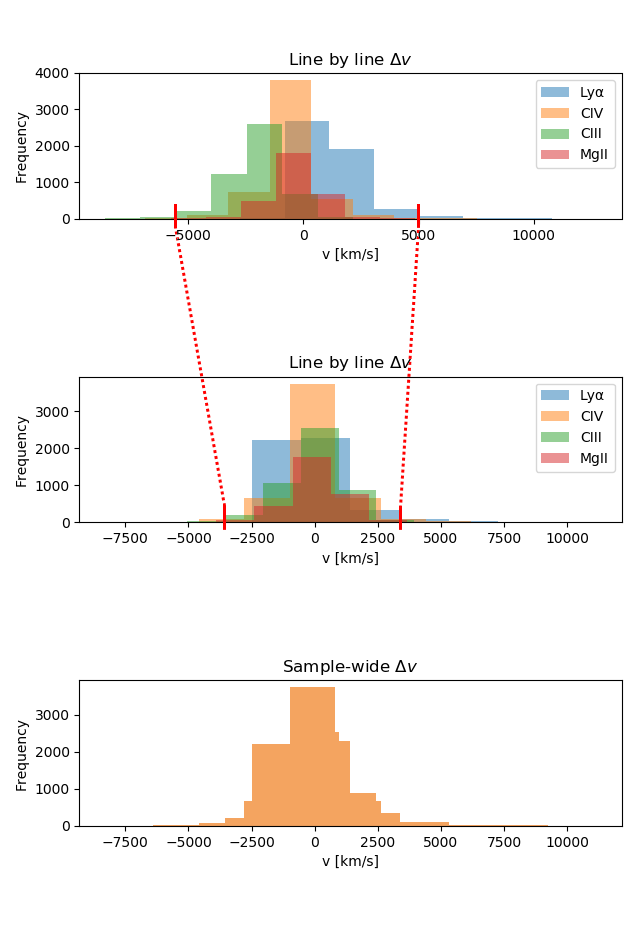 Line by line Δv
4000
3000
2000
1000
0
Frequency
Lyα
CIV
CIII
MgII
−5000 0 5000 10000
v [km/s]
Line by line Δv
3000
2000
1000
0
Frequency
Lyα
CIV
CIII
MgII
−7500 −5000 −2500 0 2500 5000 7500 10000
v [km/s]
Sample-wide Δv
3000
2000
1000
0
Frequency
−7500 −5000 −2500 0 2500 5000 7500 10000
v [km/s]